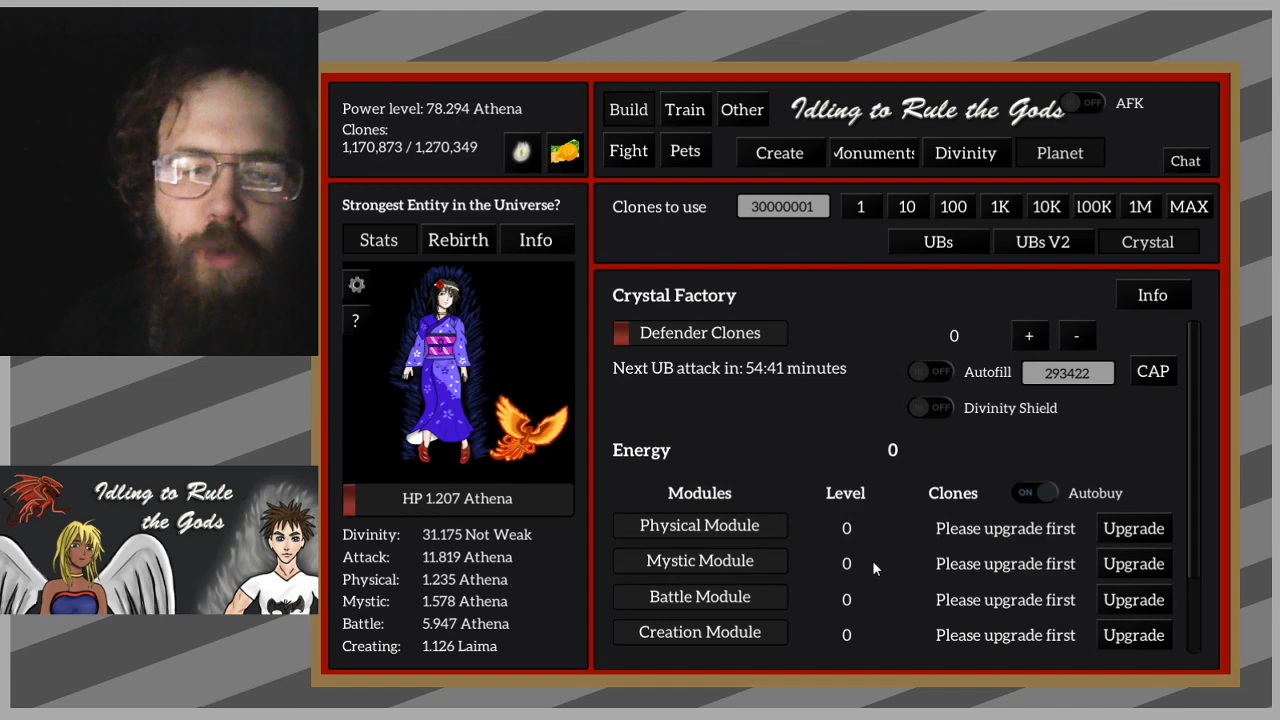 Power level: 78.294 Athena
Clones:
1,170,873 / 1,270,349
Build Train Other Idling to Rule the Gods OFF AFK
Fight Pets Create Monuments Divinity Planet Chat
Strongest Entity in the Universe?
Stats Rebirth Info
?
HP 1.207 Athena
Divinity: 31.175 Not Weak
Attack: 11.819 Athena
Physical: 1.235 Athena
Mystic: 1.578 Athena
Battle: 5.947 Athena
Creating: 1.126 Laima
Clones to use 30000001 1 10 100 1K 10K 100K 1M MAX
UBs UBs V2 Crystal
Crystal Factory Info
Defender Clones 0 + -
Next UB attack in: 54:41 minutes OFF Autofill 293422 CAP
OFF Divinity Shield
Energy 0
Modules Level Clones ON Autobuy
Physical Module 0 Please upgrade first Upgrade
Mystic Module 0 Please upgrade first Upgrade
Battle Module 0 Please upgrade first Upgrade
Creation Module 0 Please upgrade first Upgrade
Idling to Rule
the Gods